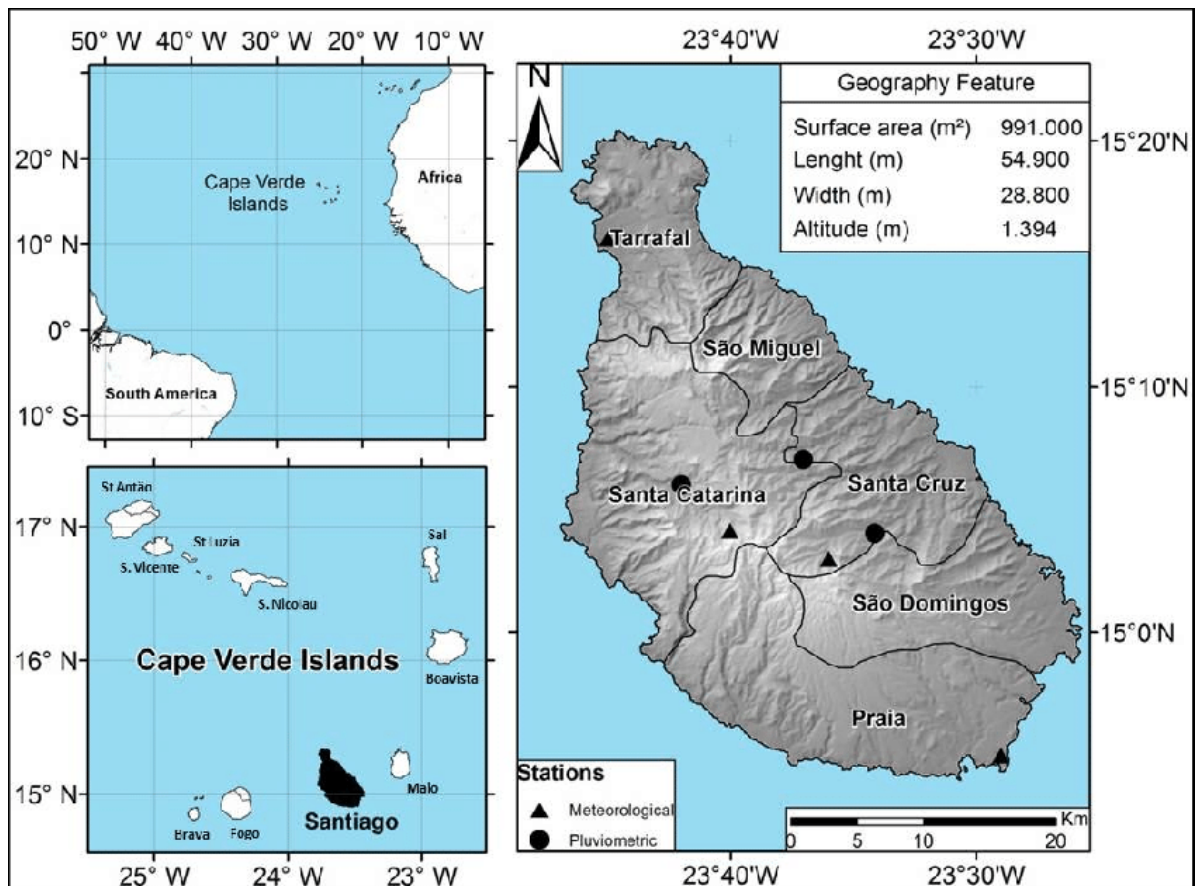 50° W 40° W 30° W 20° W 10° W
20° N
10° N
0°
10° S
Cape Verde
Islands
Africa
South America
St Antão
17° N
St Luzia
S. Vicente
Sal
S. Nicolau
Cape Verde Islands
16° N
Boavista
15° N
Maio
Santiago
Brava
Fogo
25° W 24° W 23° W
23°40'W 23°30'W
N
Geography Feature
Surface area (m²) 991.000
Lenght (m) 54.900
Width (m) 28.800
Altitude (m) 1.394
15°20'N
Tarrafal
São Miguel
15°10'N
Santa Catarina
Santa Cruz
São Domingos
15°0'N
Praia
Stations
Meteorological
Pluviometric
Km
0 5 10 20
23°40'W 23°30'W